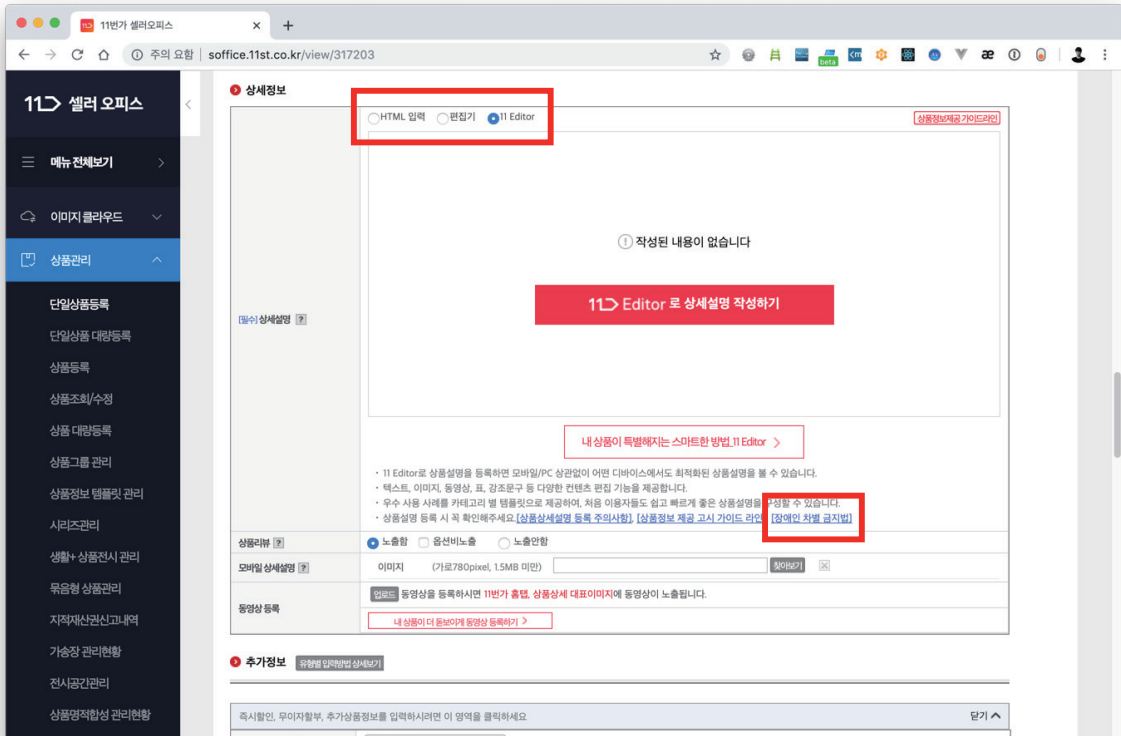 11번가 셀러오피스
주의 요함 | soffice.11st.co.kr/view/317203
beta
11 셀러 오피스
메뉴 전체보기
이미지 클라우드
상품관리
단일상품등록
단일상품 대량등록
상품등록
상품조회/수정
상품 대량등록
상품그룹 관리
상품정보 템플릿 관리
시리즈관리
생활+ 상품전시 관리
묶음형 상품관리
지적재산권신고내역
가송장 관리현황
전시공간관리
상품명적합성 관리현황
상세정보
HTML 입력 편집기 11 Editor
상품정보제공 가이드라인
작성된 내용이 없습니다
11 Editor 로 상세설명 작성하기
[필수] 상세설명 ?
내 상품이 특별해지는 스마트한 방법_11 Editor >
· 11 Editor로 상품설명을 등록하면 모바일/PC 상관없이 어떤 디바이스에서도 최적화된 상품설명을 볼 수 있습니다.
· 텍스트, 이미지, 동영상, 표, 강조문구 등 다양한 컨텐츠 편집 기능을 제공합니다.
· 우수 사용 사례를 카테고리 별 템플릿으로 제공하여, 처음 이용자들도 쉽고 빠르게 좋은 상품설명을 구성할 수 있습니다.
· 상품설명 등록 시 꼭 확인해주세요.[상품상세설명 등록 주의사항], [상품정보 제공 고시 가이드 라인], [장애인 차별 금지법]
상품리뷰 ? 노출함 옵션비노출 노출안함
모바일 상세설명 ? 이미지 (가로780pixel, 1.5MB 미만) 찾아보기
동영상 등록
업로드 동영상을 등록하시면 11번가 홈탭, 상품상세 대표이미지에 동영상이 노출됩니다.
내 상품이 더 돋보이게 동영상 등록하기 >
추가정보 유형별 입력방법 상세보기
즉시할인, 무이자할부, 추가상품정보를 입력하시려면 이 영역을 클릭하세요 닫기